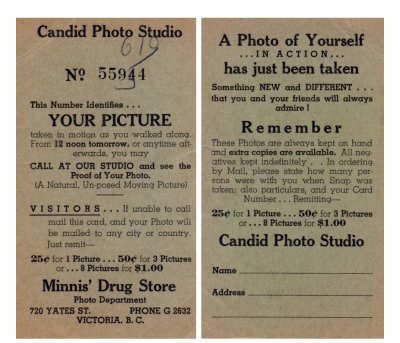 Candid Photo Studio
619
5
No 55944
This Number Identifies . . .
YOUR PICTURE
taken in motion as you walked along.
From 12 noon tomorrow, or anytime aft-
erwards, you may
CALL AT OUR STUDIO and see the
Proof of Your Photo.
(A Natural, Un-posed Moving Picture)
VISITORS . . . If unable to call
mail this card, and your Photo will
be mailed to any city or country.
Just remit—
25¢ for 1 Picture . . . 50¢ for 3 Pictures
or . . . 8 Pictures for $1.00
Minnis' Drug Store
Photo Department
720 YATES ST. PHONE G 2632
VICTORIA, B. C.
A Photo of Yourself
. . . IN ACTION . . .
has just been taken
Something NEW and DIFFERENT . . .
that you and your friends will always
admire !
Remember
These Photos are always kept on hand
and extra copies are available. All neg-
atives kept indefinitely . . . In ordering
by Mail, please state how many per-
sons were with you when Snap was
taken; also particulars, and your Card
Number . . . Remitting—
25¢ for 1 Picture . . . 50¢ for 3 Pictures
or . . . 8 Pictures for $1.00
Candid Photo Studio
Name
Address